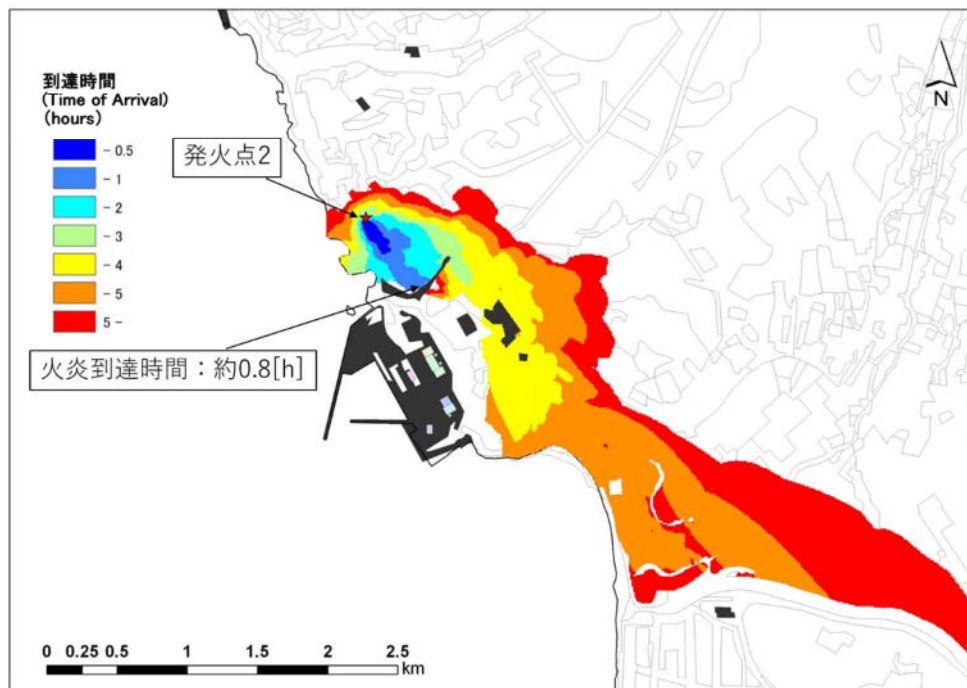 到達時間
(Time of Arrival)
(hours)
- 0.5
- 1
- 2
- 3
- 4
- 5
5 -
発火点2
火炎到達時間：約0.8[h]
N
0 0.25 0.5 1 1.5 2 2.5
km